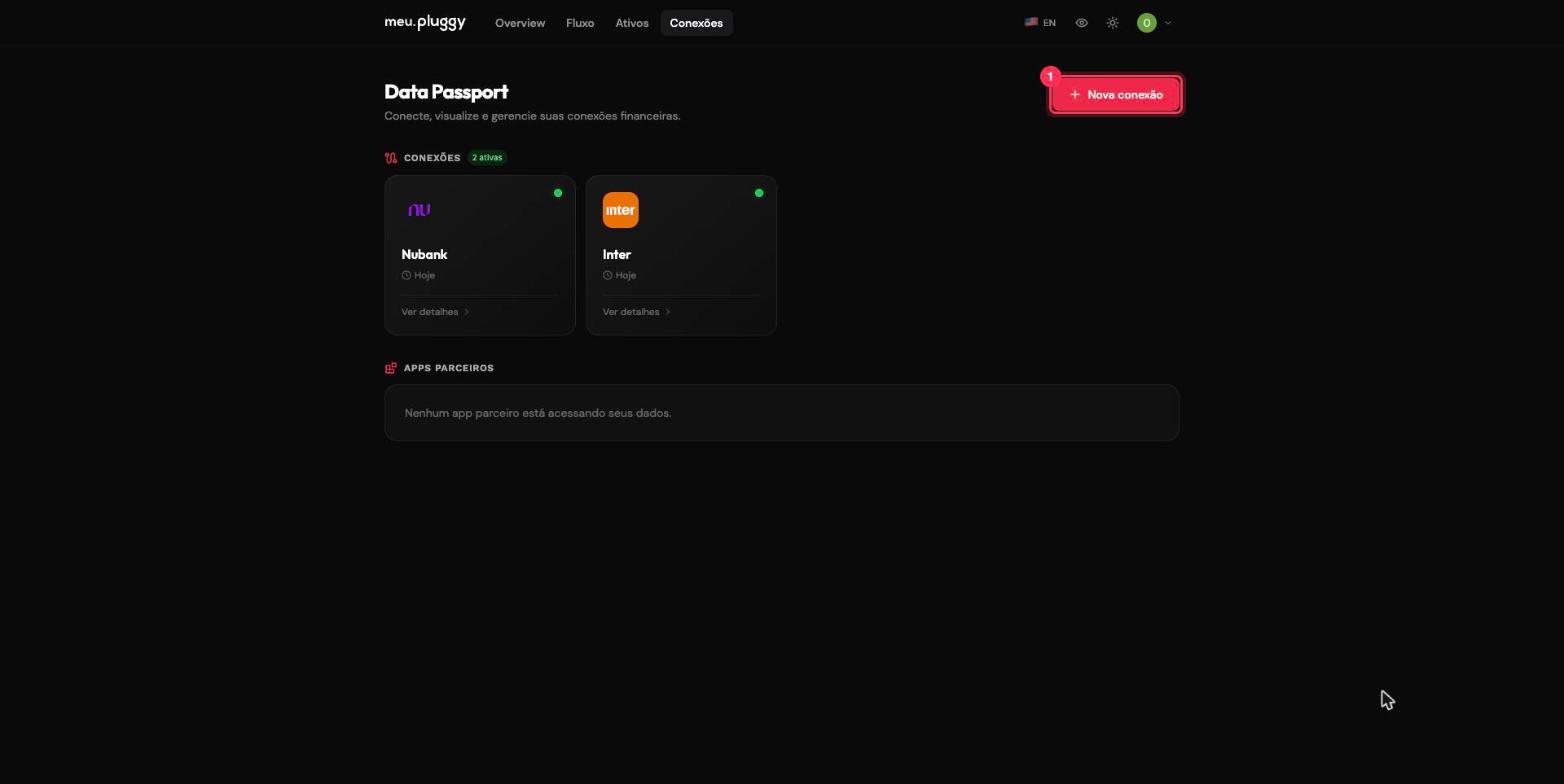 meu.pluggy Overview Fluxo Ativos Conexões EN O
1
Data Passport + Nova conexão
Conecte, visualize e gerencie suas conexões financeiras.
CONEXÕES 2 ativas
nu inter
Nubank Inter
Hoje Hoje
Ver detalhes > Ver detalhes >
APPS PARCEIROS
Nenhum app parceiro está acessando seus dados.